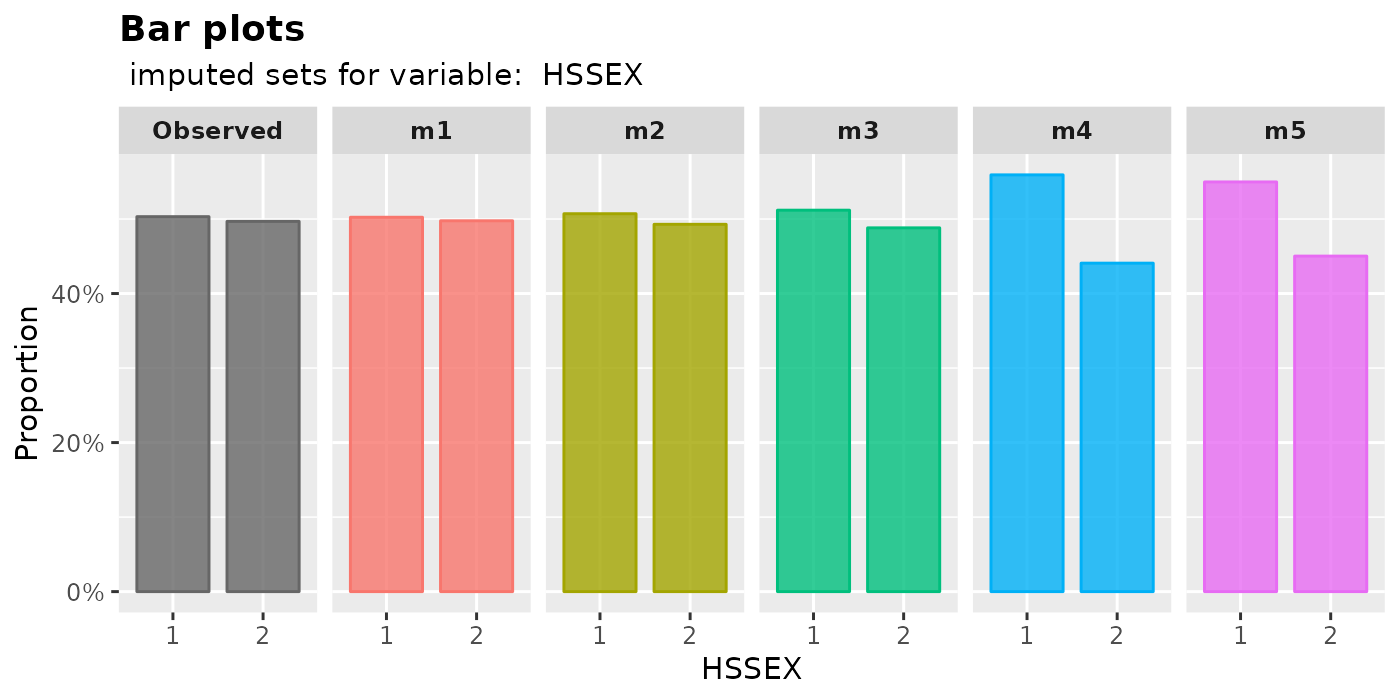 Bar plots
imputed sets for variable:  HSSEX
Observed m1 m2 m3 m4 m5
Proportion
40%
20%
0%
1 2 1 2 1 2 1 2 1 2 1 2
HSSEX